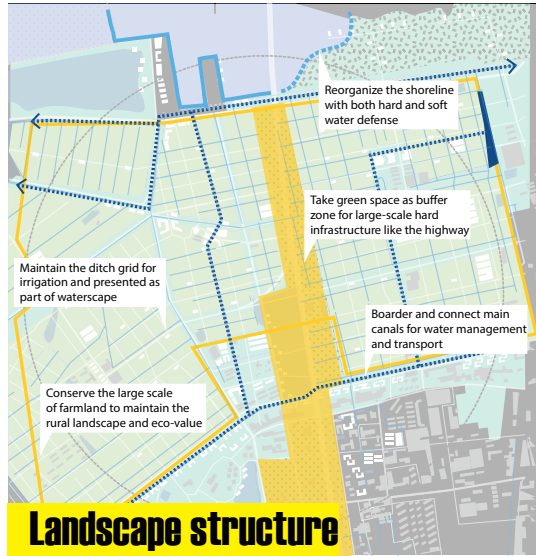 Reorganize the shoreline
with both hard and soft
water defense
Take green space as buffer
zone for large-scale hard
infrastructure like the highway
Maintain the ditch grid for
irrigation and presented as
part of waterscape
Boarder and connect main
canals for water management
and transport
Conserve the large scale
of farmland to maintain the
rural landscape and eco-value
Landscape structure